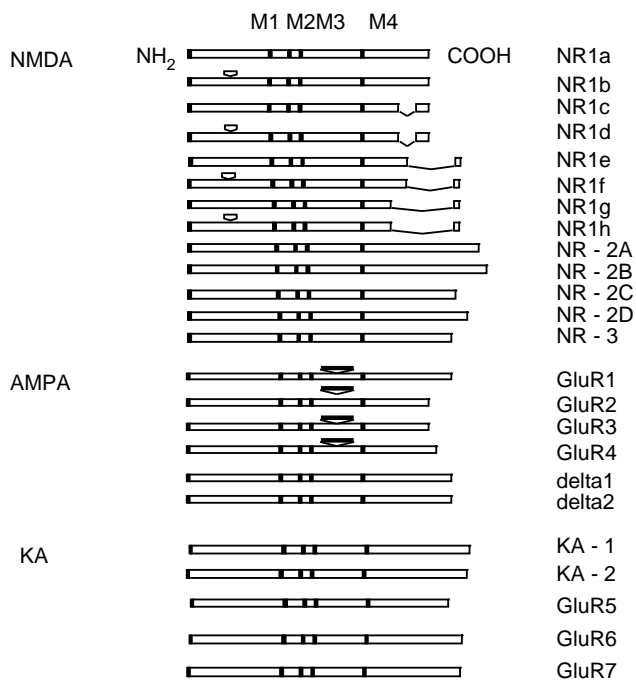 M1 M2M3 M4
NMDA NH2 COOH NR1a
NR1b
NR1c
NR1d
NR1e
NR1f
NR1g
NR1h
NR - 2A
NR - 2B
NR - 2C
NR - 2D
NR - 3
AMPA GluR1
GluR2
GluR3
GluR4
delta1
delta2
KA KA - 1
KA - 2
GluR5
GluR6
GluR7